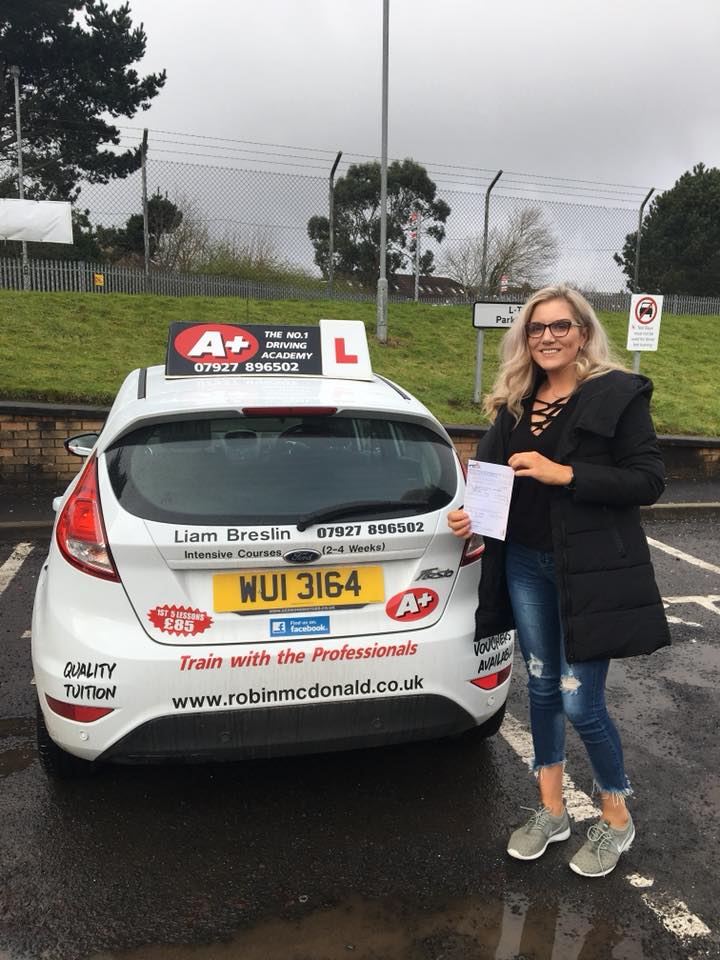 A+
THE NO.1
DRIVING
ACADEMY
07927 896502
L
L-T
Park
Liam Breslin 07927 896502
Intensive Courses (2-4 Weeks)
Ford
Fiesta
WUI 3164
A+
1ST 5 LESSONS
£85
Find us on
facebook.
Train with the Professionals
QUALITY
TUITION
VOUCHERS
AVAILABLE
www.robinmcdonald.co.uk